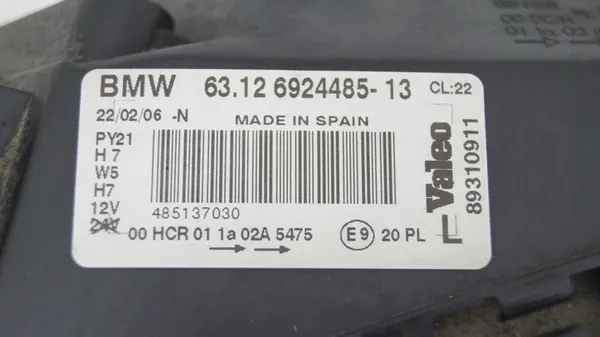 BMW 63.12 6924485-13 CL:22
22/02/06 -N MADE IN SPAIN
PY21
H7
W5
H7
12V
24V
485137030
00 HCR 01 1a 02A 5475 E9 20 PL
Valeo
89310911